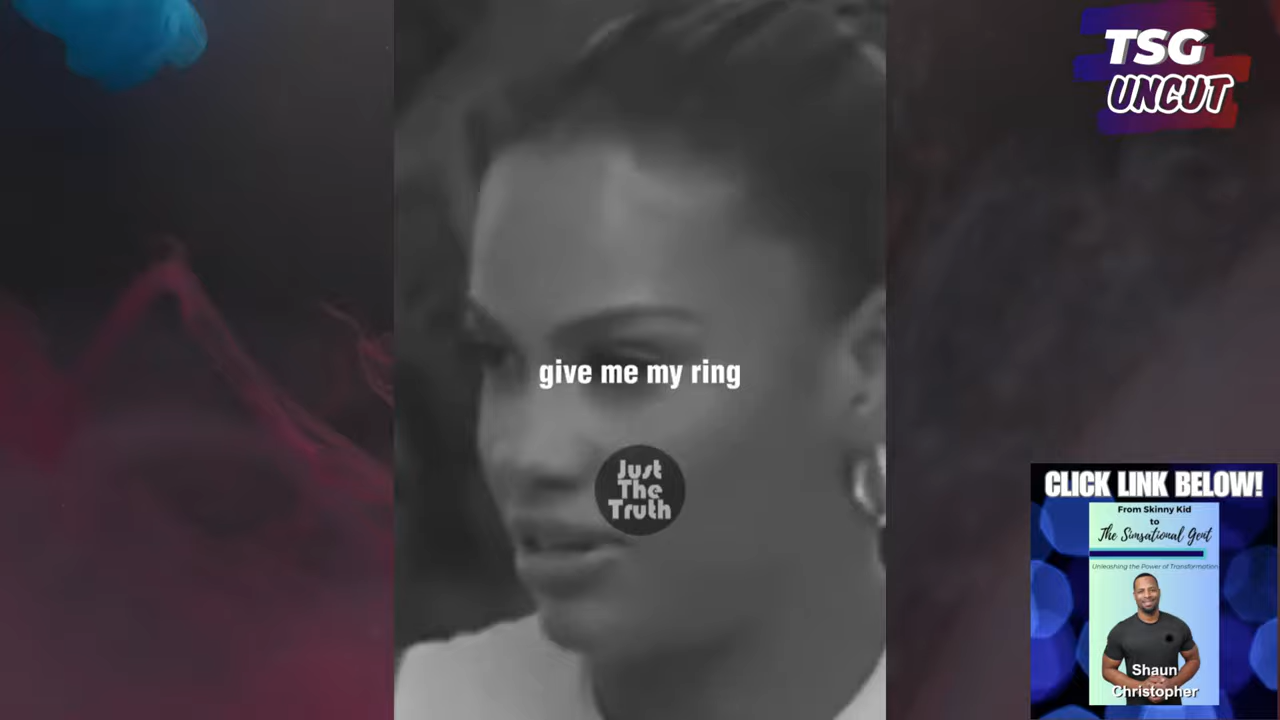 TSG
UNCUT
give me my ring
Just
The
Truth
CLICK LINK BELOW!
From Skinny Kid
to
The Simsational Gent
Unleashing the Power of Transformation
Shaun
Christopher